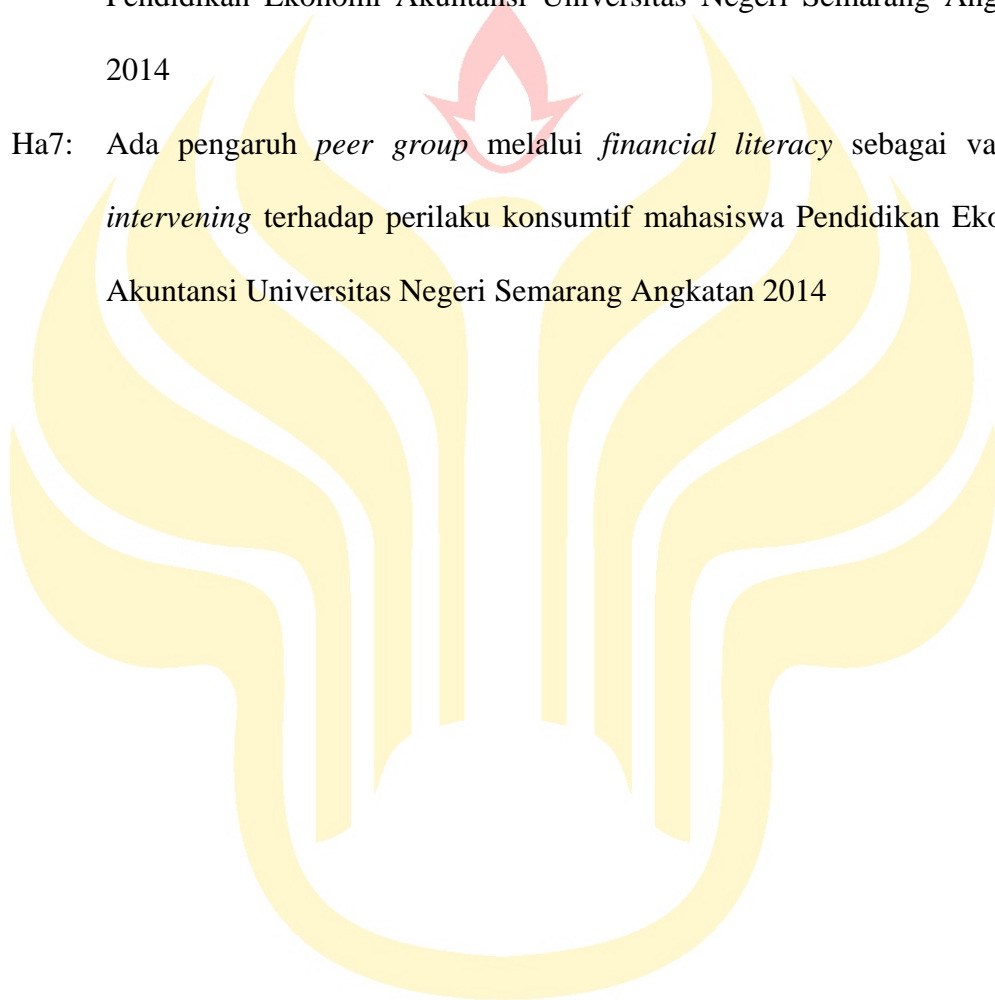 Pendidikan Ekonomi Akuntansi Universitas Negeri Semarang
2014
Ha7: Ada pengaruh peer group melalui financial literacy sebagai
intervening terhadap perilaku konsumtif mahasiswa Pendidikan
Akuntansi Universitas Negeri Semarang Angkatan 2014